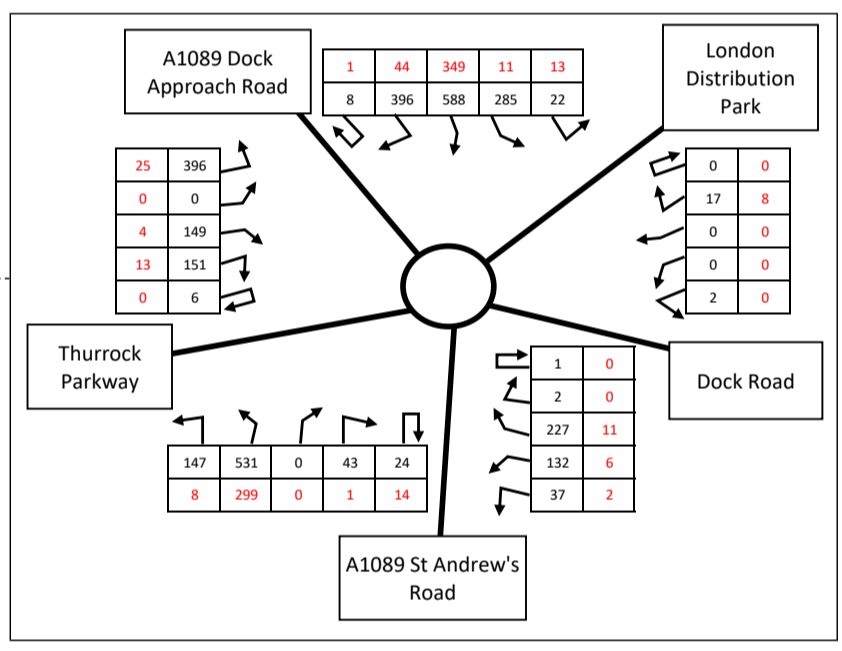 A1089 Dock
Approach Road
1 44 349 11 13
8 396 588 285 22
London
Distribution
Park
25 396
0 0
4 149
13 151
0 6
0 0
17 8
0 0
0 0
2 0
Thurrock
Parkway
Dock Road
1 0
2 0
227 11
132 6
37 2
147 531 0 43 24
8 299 0 1 14
A1089 St Andrew's
Road